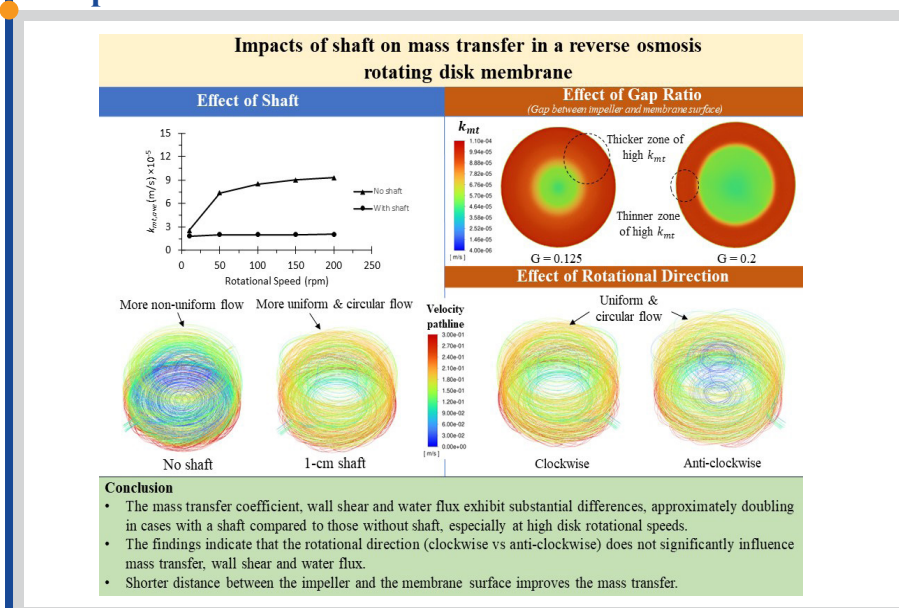 Impacts of shaft on mass transfer in a reverse osmosis
rotating disk membrane
Effect of Shaft
15
12
9
6
3
0
k_mt,ave (m/s) ×10⁻⁵
No shaft
With shaft
0 50 100 150 200 250
Rotational Speed (rpm)
Effect of Gap Ratio
(Gap between impeller and membrane surface)
k_mt
1.10e-04
9.94e-05
8.88e-05
7.82e-05
6.76e-05
5.70e-05
4.64e-05
3.58e-05
2.52e-05
1.46e-05
4.00e-06
[ m/s ]
Thicker zone of
high k_mt
Thinner zone
of high k_mt
G = 0.125
G = 0.2
Effect of Rotational Direction
More non-uniform flow
More uniform & circular flow
No shaft
1-cm shaft
Velocity
pathline
3.00e-01
2.70e-01
2.40e-01
2.10e-01
1.80e-01
1.50e-01
1.20e-01
9.00e-02
6.00e-02
3.00e-02
0.00e+00
[ m/s ]
Uniform &
circular flow
Clockwise
Anti-clockwise
Conclusion
• The mass transfer coefficient, wall shear and water flux exhibit substantial differences, approximately doubling
in cases with a shaft compared to those without shaft, especially at high disk rotational speeds.
• The findings indicate that the rotational direction (clockwise vs anti-clockwise) does not significantly influence
mass transfer, wall shear and water flux.
• Shorter distance between the impeller and the membrane surface improves the mass transfer.